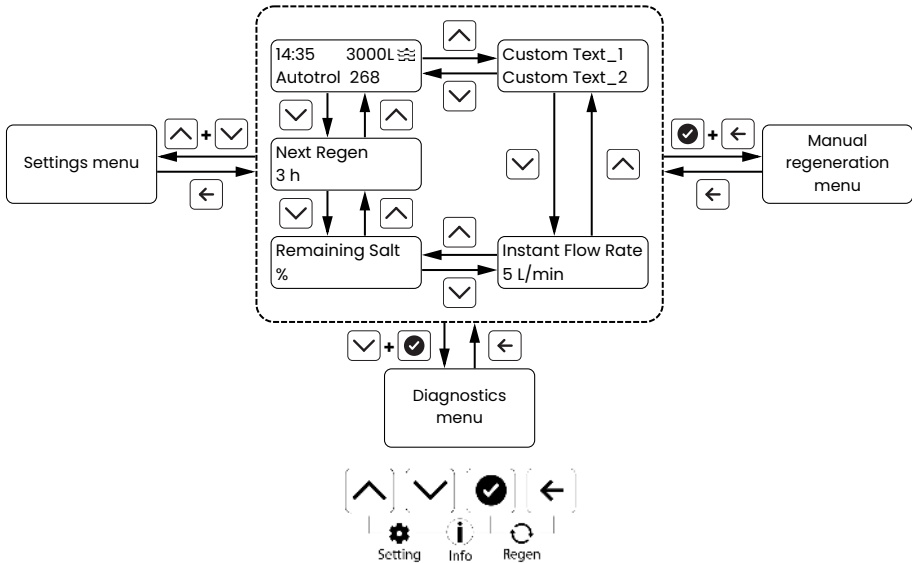 14:35 3000L
Autotrol 268
Custom Text_1
Custom Text_2
Settings menu
+
Next Regen
3 h
+
Manual
regeneration
menu
Remaining Salt
%
Instant Flow Rate
5 L/min
+
Diagnostics
menu
Setting
Info
Regen